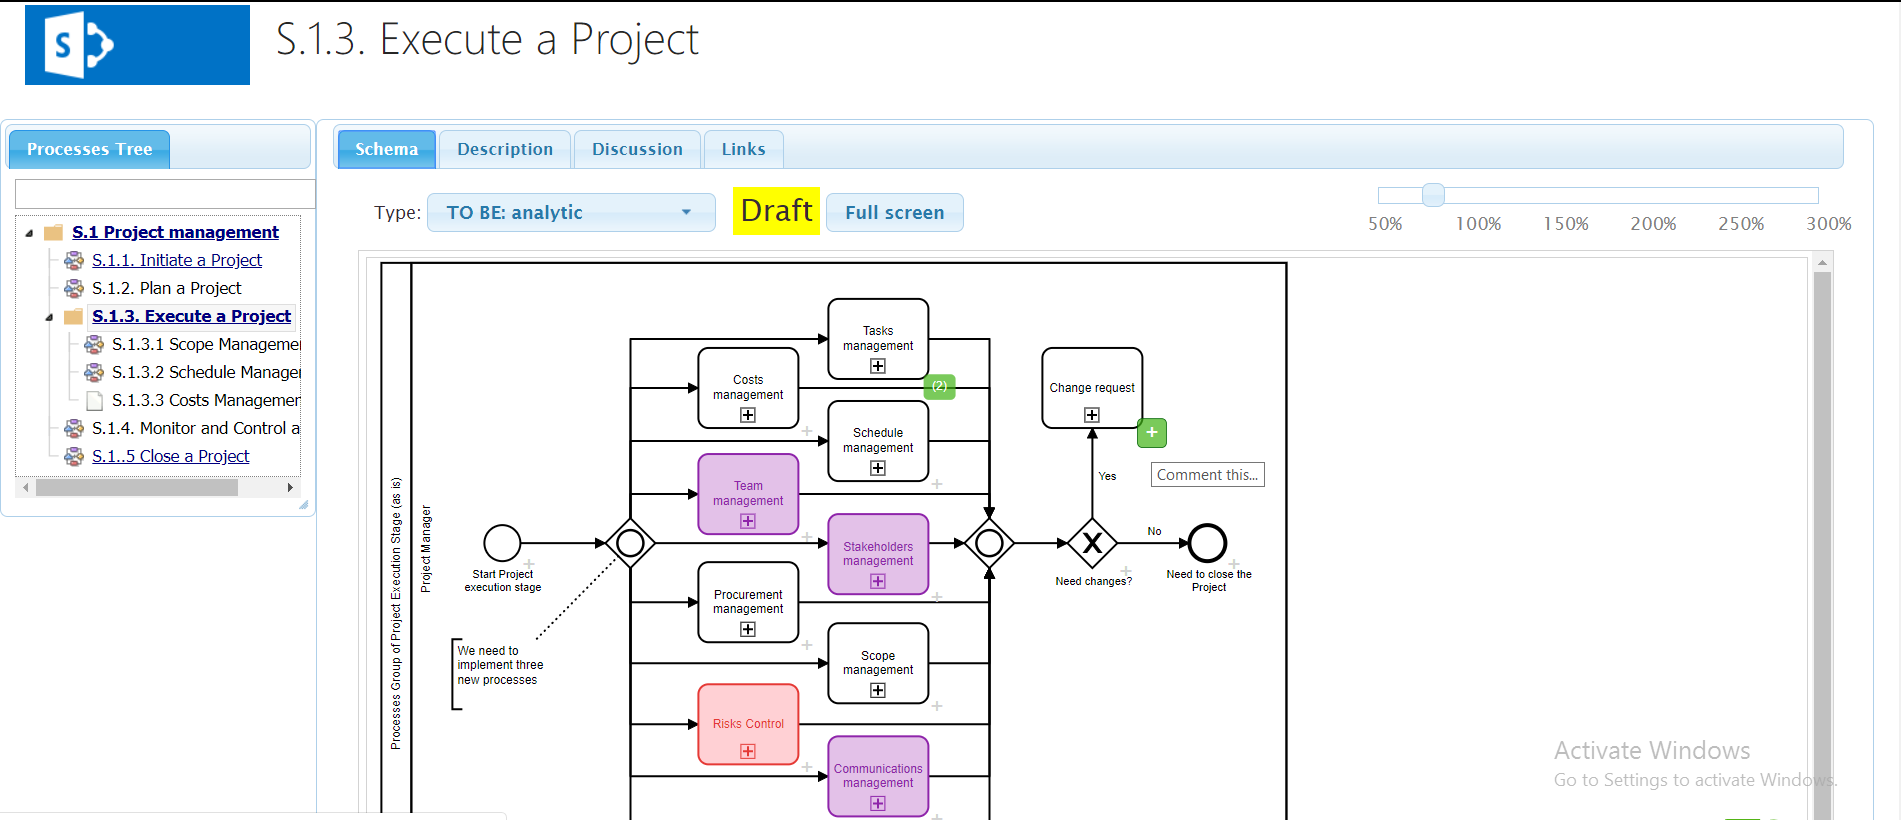 S
S.1.3. Execute a Project
Processes Tree
S.1 Project management
S.1.1. Initiate a Project
S.1.2. Plan a Project
S.1.3. Execute a Project
S.1.3.1 Scope Manageme
S.1.3.2 Schedule Manager
S.1.3.3 Costs Managemer
S.1.4. Monitor and Control a
S.1..5 Close a Project
Schema
Description
Discussion
Links
Type:
TO BE: analytic
Draft
Full screen
50% 100% 150% 200% 250% 300%
Processes Group of Project Execution Stage (as is)
Project Manager
Start Project
execution stage
We need to
implement three
new processes
Tasks
management
Costs
management
(2)
Schedule
management
Team
management
Stakeholders
management
Procurement
management
Scope
management
Risks Control
Communications
management
Change request
+
Comment this...
Yes
X
No
Need changes?
Need to close the
Project
Activate Windows
Go to Settings to activate Windows.